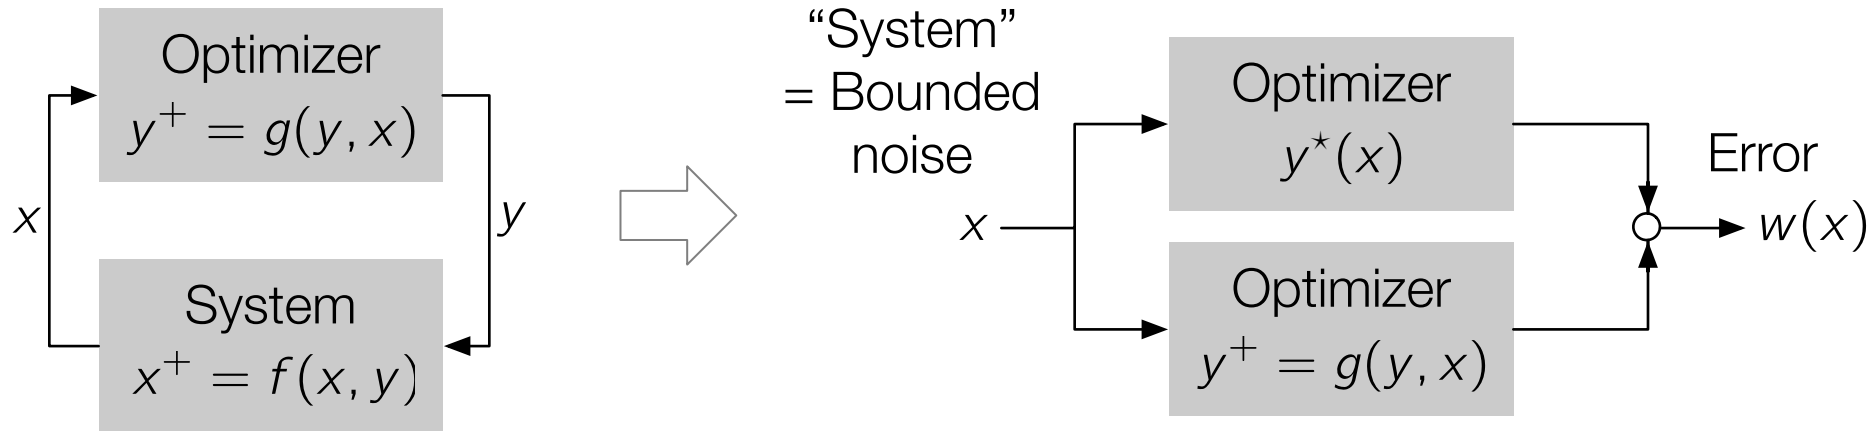 Optimizer
y⁺ = g(y, x)
x
y
System
x⁺ = f(x, y)
“System”
= Bounded
noise
x
Optimizer
y⋆(x)
Optimizer
y⁺ = g(y, x)
Error
w(x)